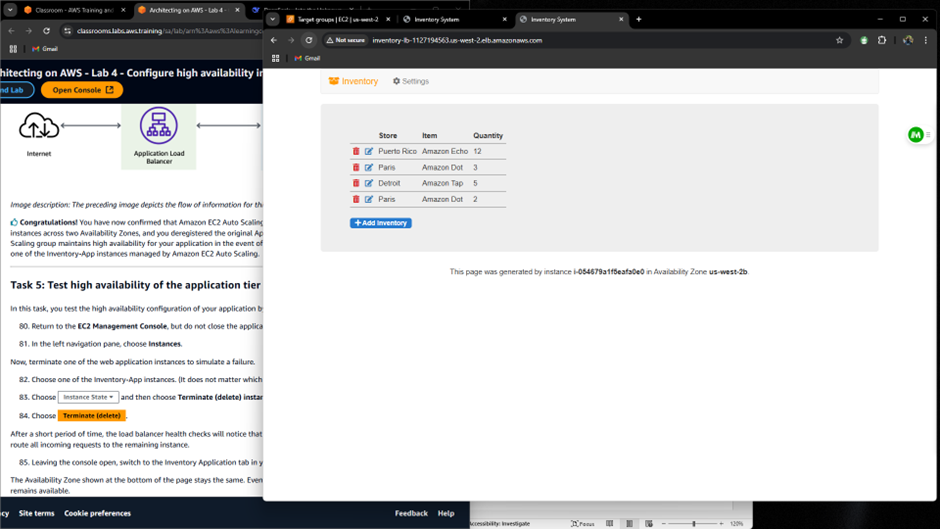 Classroom - AWS Training and
Architecting on AWS - Lab 4 -
classrooms.labs.aws.training/sa/lab/arn%3Aaws%3Alearningc
Gmail
hitecting on AWS - Lab 4 - Configure high availability in
nd Lab
Open Console
Internet
Application Load
Balancer
Image description: The preceding image depicts the flow of information for th
Congratulations! You have now confirmed that Amazon EC2 Auto Scaling
instances across two Availability Zones, and you deregistered the original Ap
Scaling group maintains high availability for your application in the event of
one of the Inventory-App instances managed by Amazon EC2 Auto Scaling.
Task 5: Test high availability of the application tier
In this task, you test the high availability configuration of your application by
80. Return to the EC2 Management Console, but do not close the applica
81. In the left navigation pane, choose Instances.
Now, terminate one of the web application instances to simulate a failure.
82. Choose one of the Inventory-App instances. (It does not matter which
83. Choose Instance State and then choose Terminate (delete) instan
84. Choose Terminate (delete).
After a short period of time, the load balancer health checks will notice that
route all incoming requests to the remaining instance.
85. Leaving the console open, switch to the Inventory Application tab in y
The Availability Zone shown at the bottom of the page stays the same. Even
remains available.
cy Site terms Cookie preferences Feedback Help
Target groups | EC2 | us-west-2
Inventory System
Inventory System
Not secure inventory-lb-1127194563.us-west-2.elb.amazonaws.com
Gmail
Inventory Settings
Store Item Quantity
Puerto Rico Amazon Echo 12
Paris Amazon Dot 3
Detroit Amazon Tap 5
Paris Amazon Dot 2
+ Add Inventory
This page was generated by instance i-054679a1f5eafa0e0 in Availability Zone us-west-2b.
ccessibility: Investigate Focus 120%